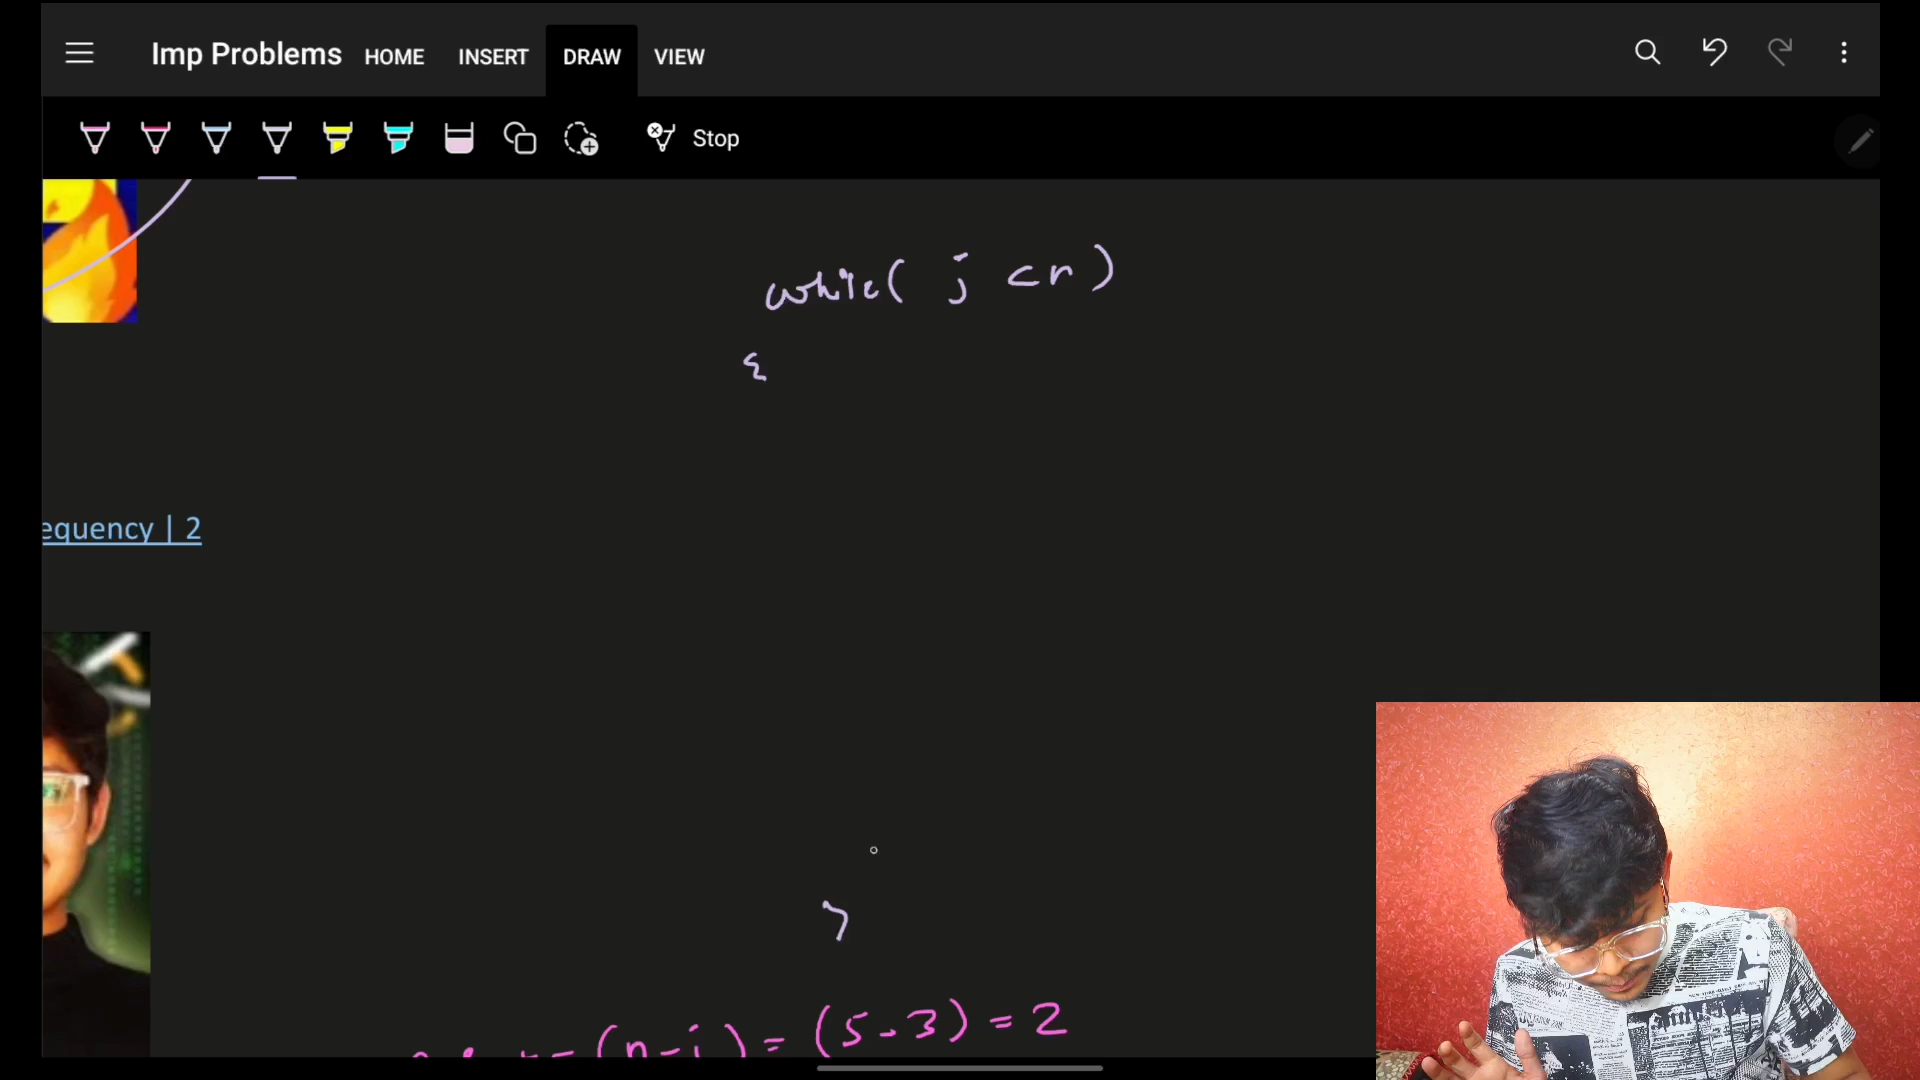 Imp Problems HOME INSERT DRAW VIEW
Stop
while( j <n)
{
equency | 2
}
= (n-j) = (5-3) = 2